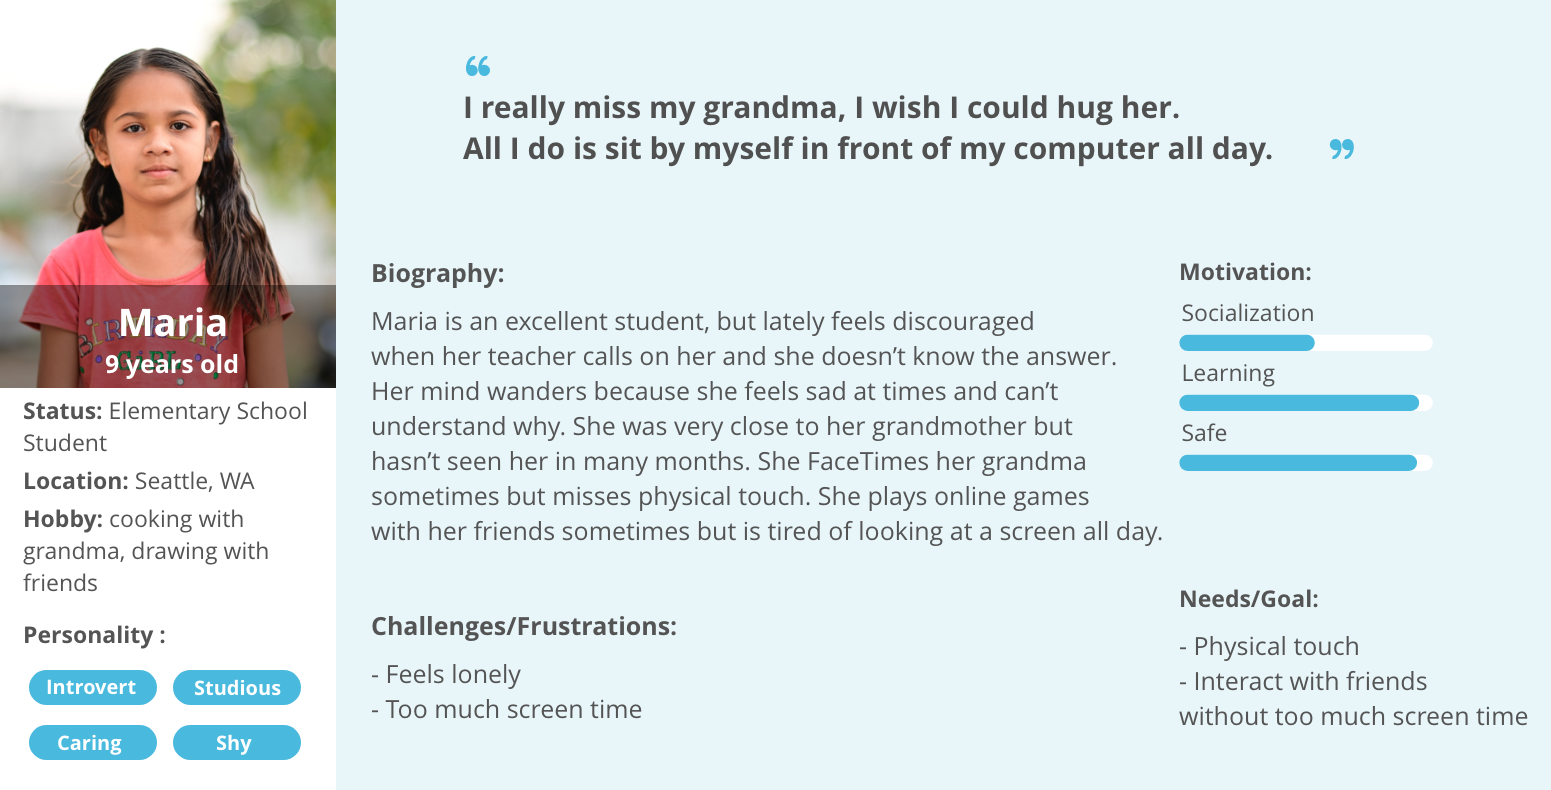 “
I really miss my grandma, I wish I could hug her.
All I do is sit by myself in front of my computer all day. ”
BIRTHDAY
GIRL
Maria
9 years old
Status: Elementary School
Student
Location: Seattle, WA
Hobby: cooking with
grandma, drawing with
friends
Personality :
Introvert
Studious
Caring
Shy
Biography:
Maria is an excellent student, but lately feels discouraged
when her teacher calls on her and she doesn’t know the answer.
Her mind wanders because she feels sad at times and can’t
understand why. She was very close to her grandmother but
hasn’t seen her in many months. She FaceTimes her grandma
sometimes but misses physical touch. She plays online games
with her friends sometimes but is tired of looking at a screen all day.
Challenges/Frustrations:
- Feels lonely
- Too much screen time
Motivation:
Socialization
Learning
Safe
Needs/Goal:
- Physical touch
- Interact with friends
without too much screen time